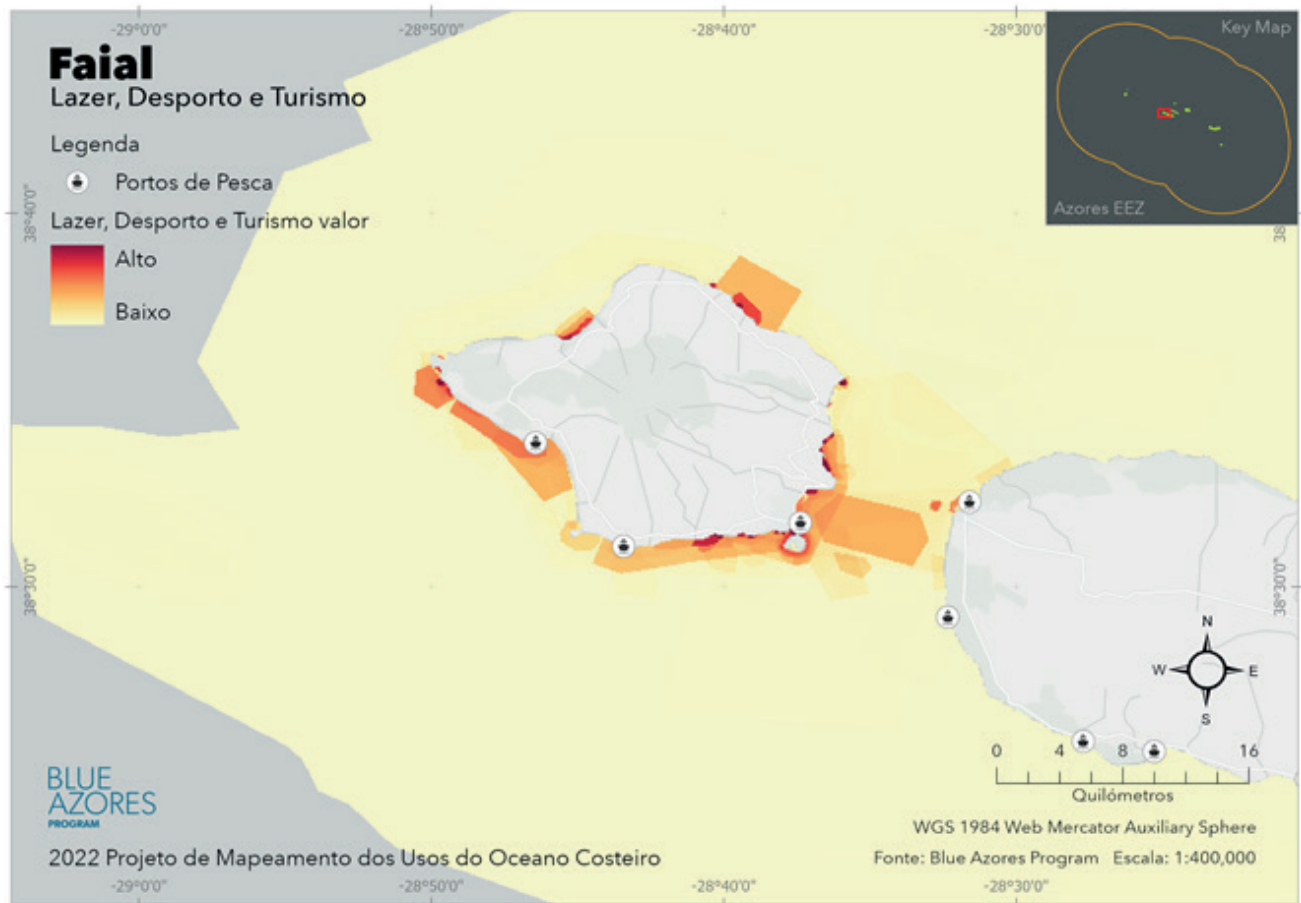 -29°0'0"
-28°50'0"
-28°40'0"
-28°30'0"
Key Map
Faial
Lazer, Desporto e Turismo
Legenda
Portos de Pesca
Lazer, Desporto e Turismo valor
Alto
Baixo
Azores EEZ
38°40'0"
38°30'0"
38°30'0"
N
W
E
S
0 4 8 16
Quilómetros
BLUE
AZORES
PROGRAM
WGS 1984 Web Mercator Auxiliary Sphere
2022 Projeto de Mapeamento dos Usos do Oceano Costeiro
Fonte: Blue Azores Program Escala: 1:400,000
-29°0'0"
-28°50'0"
-28°40'0"
-28°30'0"